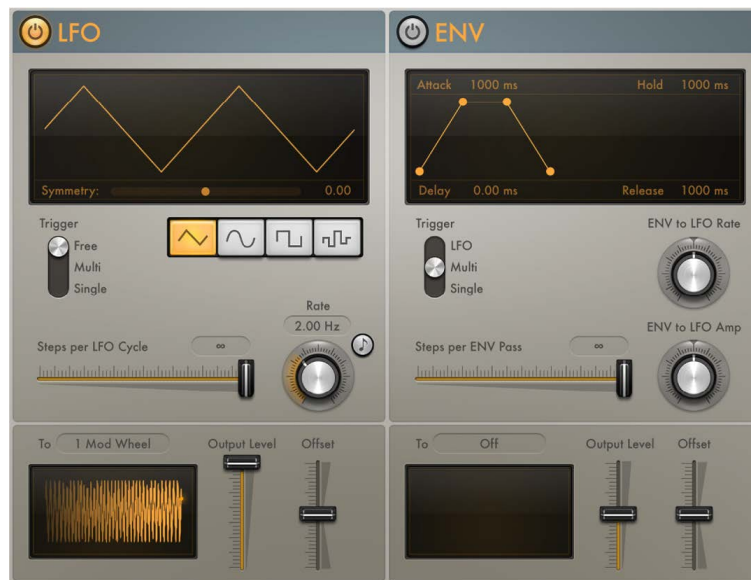 LFO
Symmetry: 0.00
Trigger
Free
Multi
Single
Rate
2.00 Hz
Steps per LFO Cycle ∞
To 1 Mod Wheel Output Level Offset
ENV
Attack 1000 ms Hold 1000 ms
Delay 0.00 ms Release 1000 ms
Trigger
LFO
Multi
Single
ENV to LFO Rate
ENV to LFO Amp
Steps per ENV Pass ∞
To Off Output Level Offset